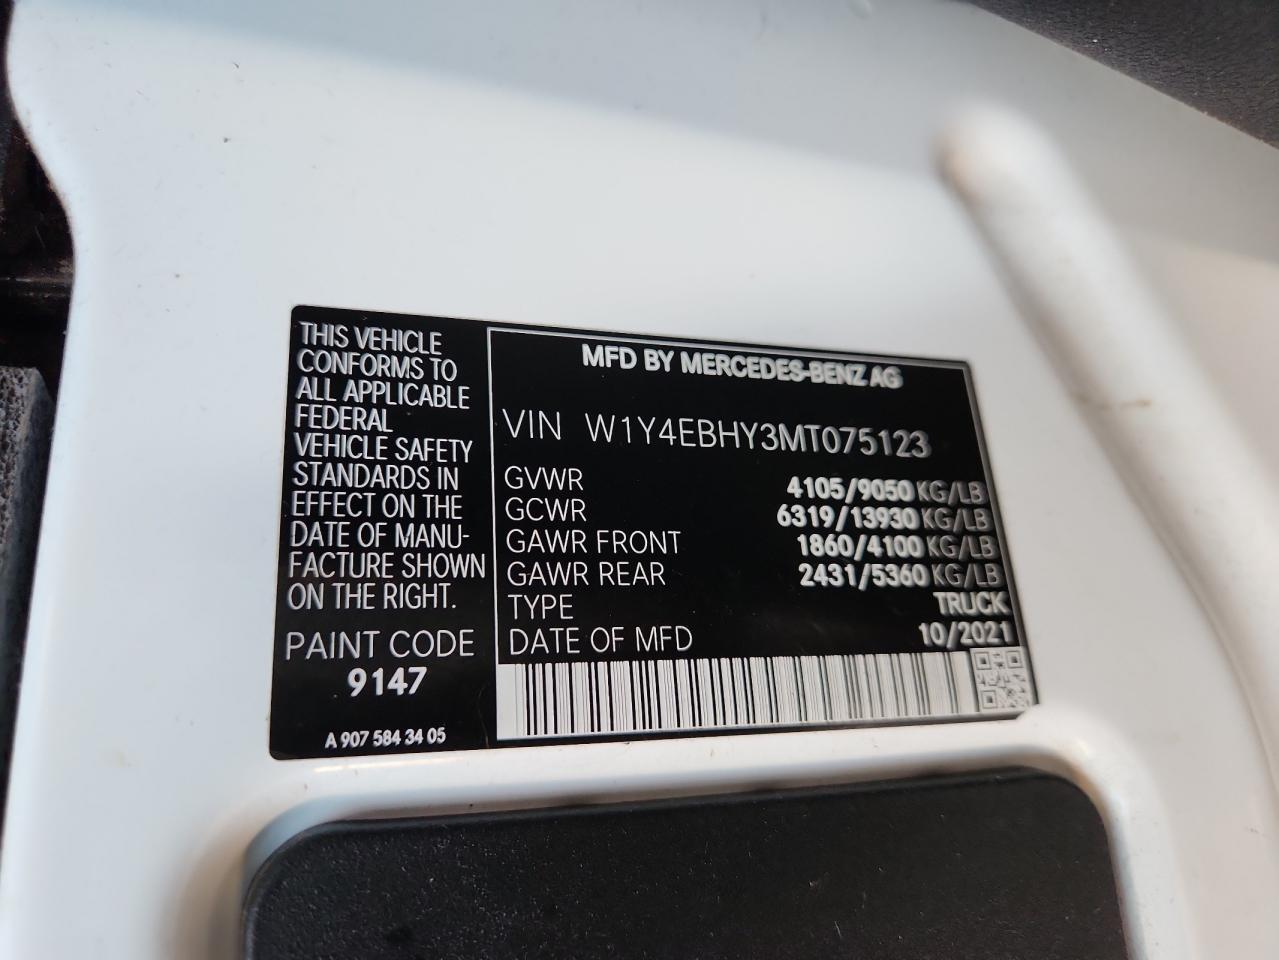 THIS VEHICLE
CONFORMS TO
ALL APPLICABLE
FEDERAL
VEHICLE SAFETY
STANDARDS IN
EFFECT ON THE
DATE OF MANU-
FACTURE SHOWN
ON THE RIGHT.
PAINT CODE
9147
A 907 584 34 05
MFD BY MERCEDES-BENZ AG
VIN W1Y4EBHY3MT075123
GVWR 4105/9050 KG/LB
GCWR 6319/13930 KG/LB
GAWR FRONT 1860/4100 KG/LB
GAWR REAR 2431/5360 KG/LB
TYPE TRUCK
DATE OF MFD 10/2021